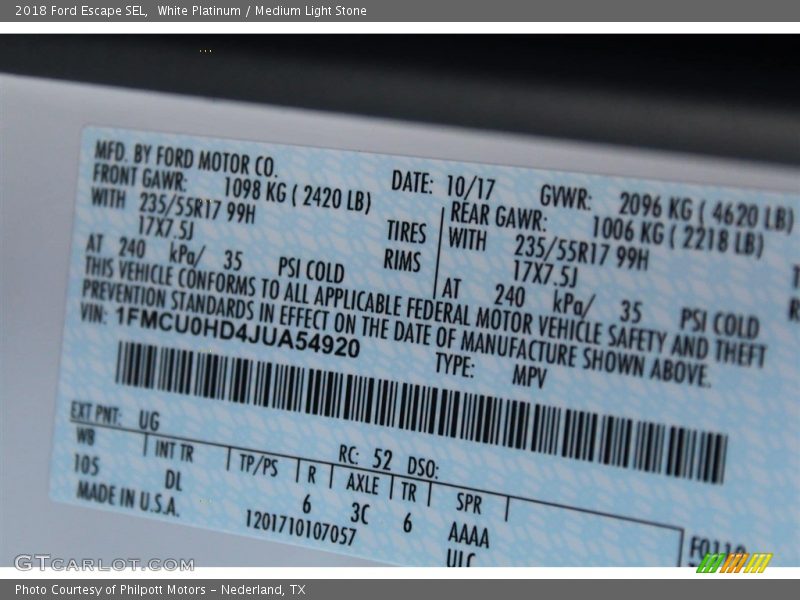 2018 Ford Escape SEL,  White Platinum / Medium Light Stone
MFD. BY FORD MOTOR CO.
DATE: 10/17   GVWR: 2096 KG ( 4620 LB)
FRONT GAWR: 1098 KG ( 2420 LB)
REAR GAWR: 1006 KG ( 2218 LB)
WITH 235/55R17 99H TIRES WITH 235/55R17 99H
17X7.5J RIMS 17X7.5J
AT 240 kPa/ 35 PSI COLD AT 240 kPa/ 35 PSI COLD
THIS VEHICLE CONFORMS TO ALL APPLICABLE FEDERAL MOTOR VEHICLE SAFETY AND THEFT
PREVENTION STANDARDS IN EFFECT ON THE DATE OF MANUFACTURE SHOWN ABOVE.
VIN: 1FMCU0HD4JUA54920
TYPE: MPV
EXT PNT: UG RC: 52 DSO:
WB INT TR TP/PS R AXLE TR SPR
105 DL 6 3C 6 AAAA
MADE IN U.S.A. 1201710107057
GTCARLOT.COM
Photo Courtesy of Philpott Motors - Nederland, TX